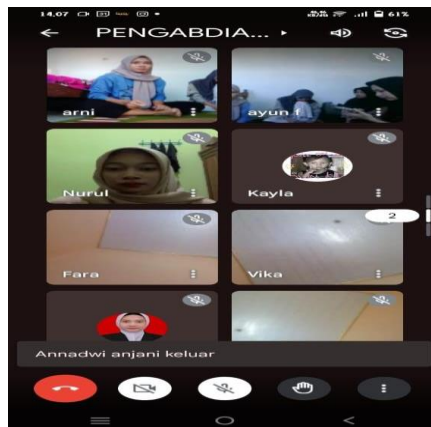 14.07 61%
PENGABDIA...
arni
ayun f
Nurul
Kayla
2
Fara
Vika
Annadwi anjani keluar